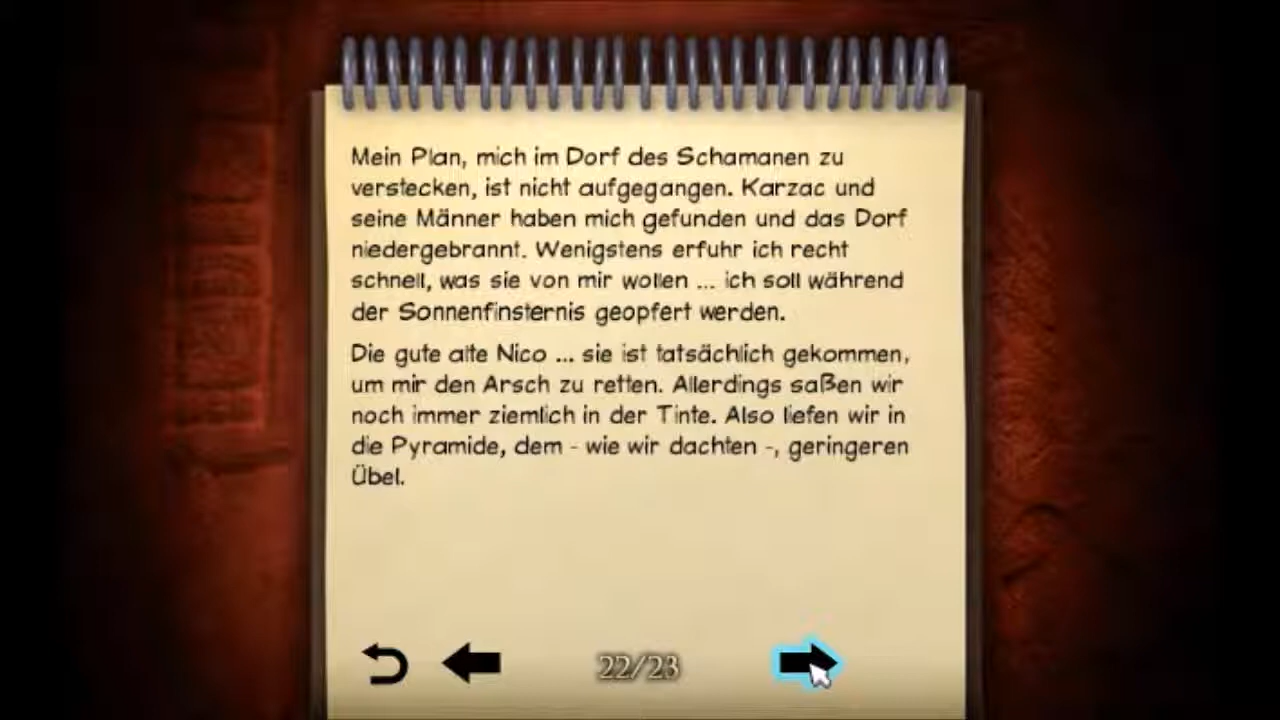 Mein Plan, mich im Dorf des Schamanen zu
verstecken, ist nicht aufgegangen. Karzac und
seine Männer haben mich gefunden und das Dorf
niedergebrannt. Wenigstens erfuhr ich recht
schnell, was sie von mir wollen ... ich soll während
der Sonnenfinsternis geopfert werden.
Die gute alte Nico ... sie ist tatsächlich gekommen,
um mir den Arsch zu retten. Allerdings saßen wir
noch immer ziemlich in der Tinte. Also liefen wir in
die Pyramide, dem - wie wir dachten -, geringeren
Übel.
22/23